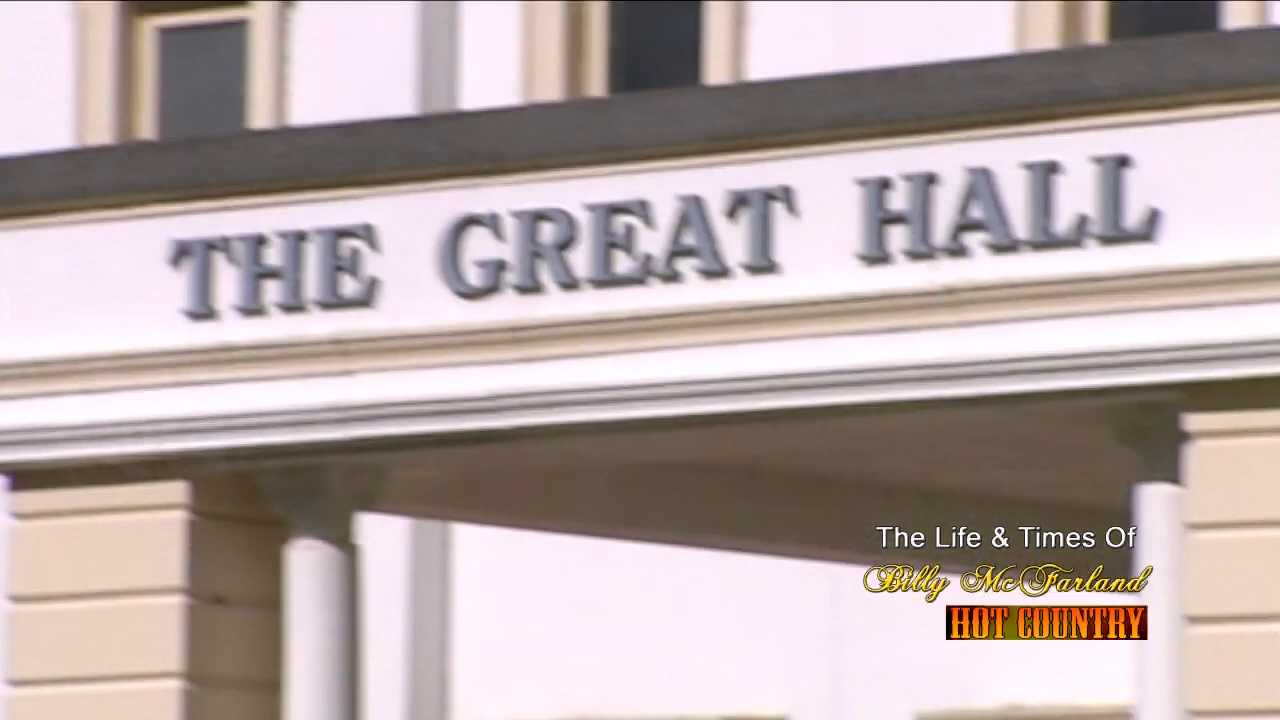 THE GREAT HALL
The Life & Times Of
Billy McFarland
HOT COUNTRY